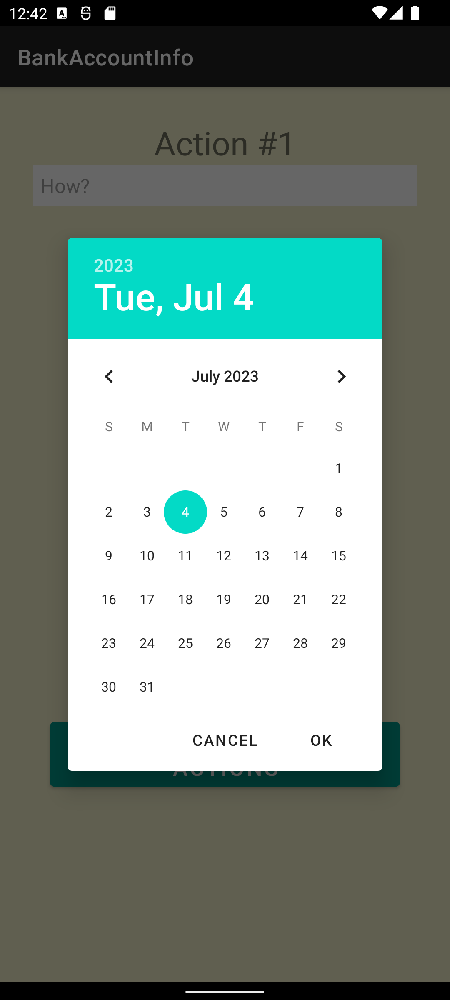 12:42
BankAccountInfo
Action #1
How?
2023
Tue, Jul 4
July 2023
S M T W T F S
1
2 3 4 5 6 7 8
9 10 11 12 13 14 15
16 17 18 19 20 21 22
23 24 25 26 27 28 29
30 31
CANCEL OK
ACTIONS